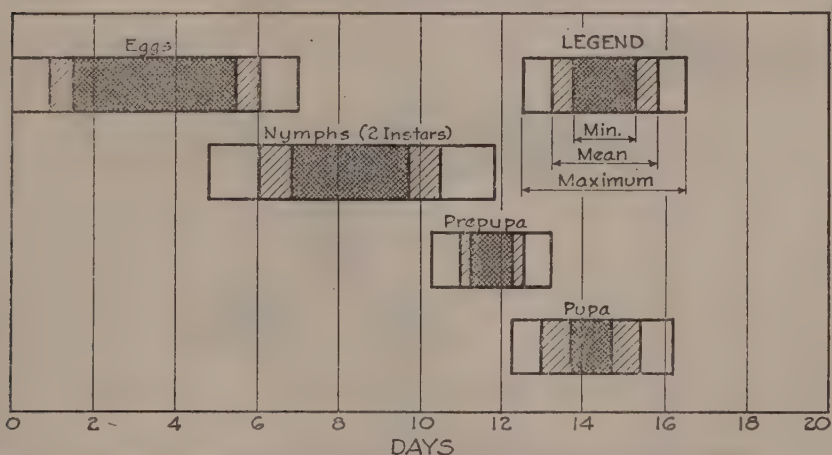 Eggs
LEGEND
Min.
Mean
Maximum
Nymphs (2 Instars)
Prepupa
Pupa
0 2 4 6 8 10 12 14 16 18 20
DAYS